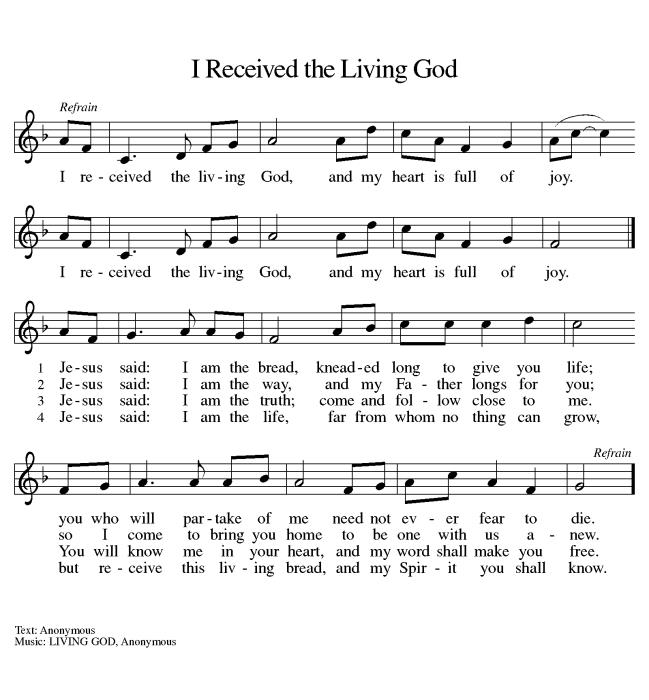 I Received the Living God
Refrain
I re - ceived the liv - ing God, and my heart is full of joy.
I re - ceived the liv - ing God, and my heart is full of joy.
1 Je - sus said: I am the bread, knead - ed long to give you life;
2 Je - sus said: I am the way, and my Fa - ther longs for you;
3 Je - sus said: I am the truth; come and fol - low close to me.
4 Je - sus said: I am the life, far from whom no thing can grow,
Refrain
you who will par - take of me need not ev - er fear to die.
so I come to bring you home to be one with us a - new.
You will know me in your heart, and my word shall make you free.
but re - ceive this liv - ing bread, and my Spir - it you shall know.
Text: Anonymous
Music: LIVING GOD, Anonymous